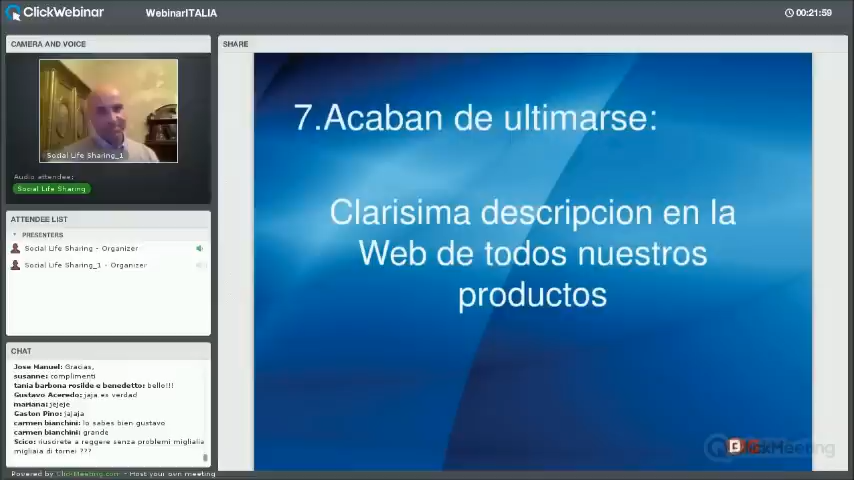 ClickWebinar
WebinarITALIA
00:21:59
CAMERA AND VOICE
Social Life Sharing_1
Audio attendee;
Social Life Sharing
ATTENDEE LIST
PRESENTERS
Social Life Sharing - Organizer
Social Life Sharing_1 - Organizer
CHAT
Jose Manuel: Gracias,
susanne: complimenti
tania barbona rosilde e benedetto: bello!!!
Gustavo Aceredo: jaja es verdad
mariana: jejeje
Gaston Pino: jajaja
carmen bianchini: lo sabes bien gustavo
carmen bianchini: grande
Scico: riusdirete a reggere senza problemi migliaIia
migliaia di tornei ???
Powered by ClickMeeting.com - Host your own meeting
SHARE
7.Acaban de ultimarse:
Clarisima descripcion en la
Web de todos nuestros
productos
ClickMeeting